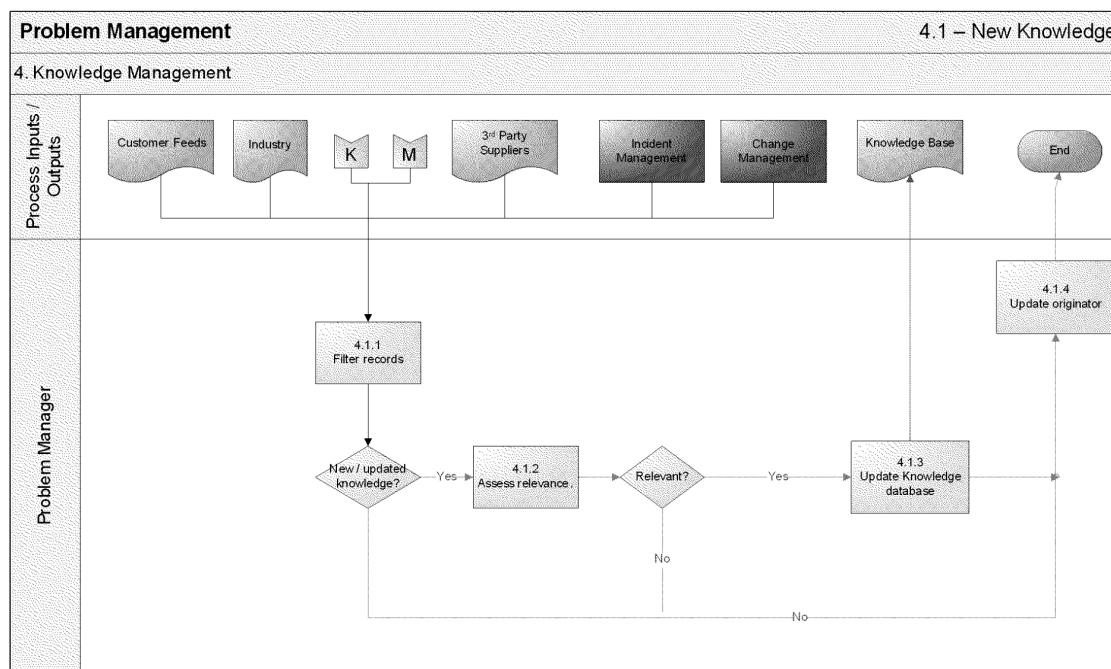 Problem Management
4.1 – New Knowledge
4. Knowledge Management
Process Inputs /
Outputs
Customer Feeds
Industry
K
M
3rd Party
Suppliers
Incident
Management
Change
Management
Knowledge Base
End
Problem Manager
4.1.4
Update originator
4.1.1
Filter records
New / updated
knowledge?
Yes
4.1.2
Assess relevance.
Relevant?
Yes
4.1.3
Update Knowledge
database
No
No